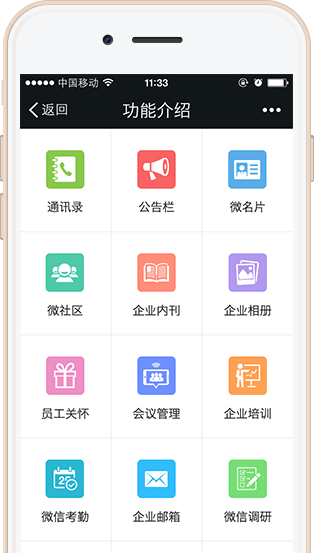 中国移动 11:33
返回 功能介绍
通讯录 公告栏 微名片
微社区 企业内刊 企业相册
员工关怀 会议管理 企业培训
微信考勤 企业邮箱 微信调研